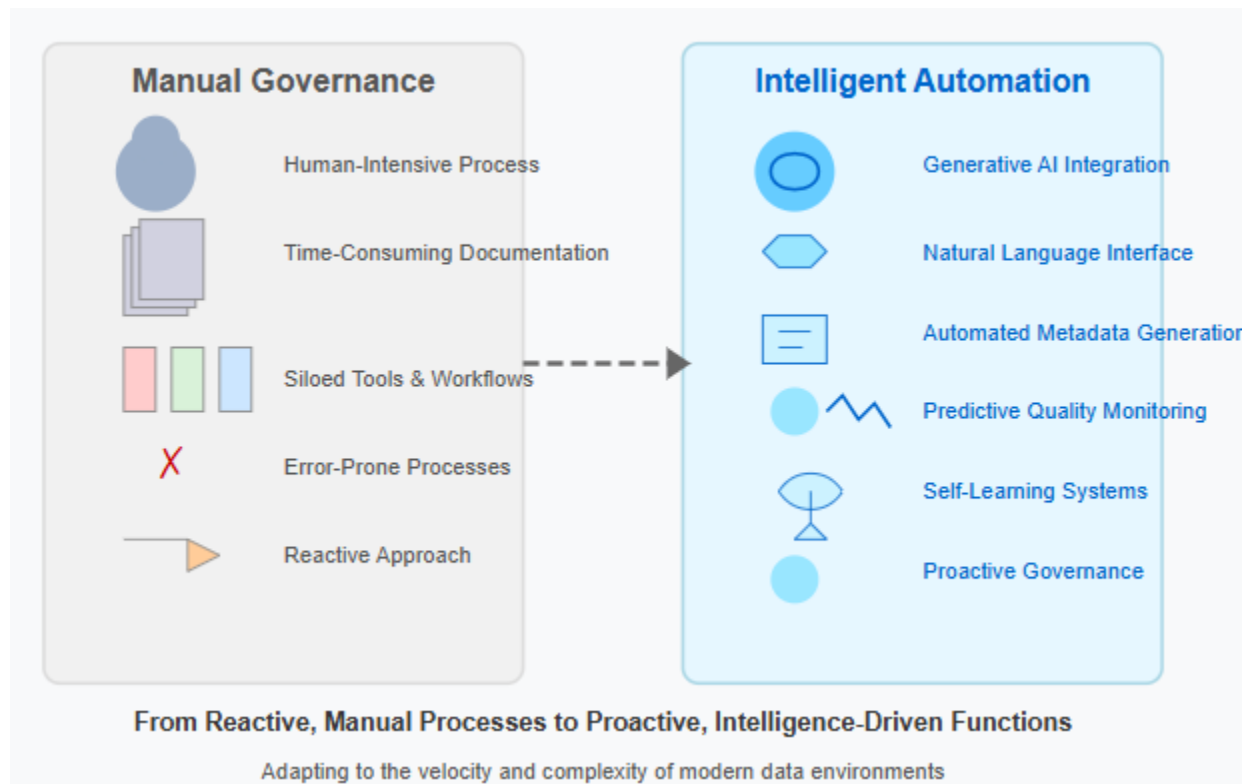 Manual Governance
Human-Intensive Process
Time-Consuming Documentation
Siloed Tools & Workflows
Error-Prone Processes
Reactive Approach
Intelligent Automation
Generative AI Integration
Natural Language Interface
Automated Metadata Generation
Predictive Quality Monitoring
Self-Learning Systems
Proactive Governance
From Reactive, Manual Processes to Proactive, Intelligence-Driven Functions
Adapting to the velocity and complexity of modern data environments